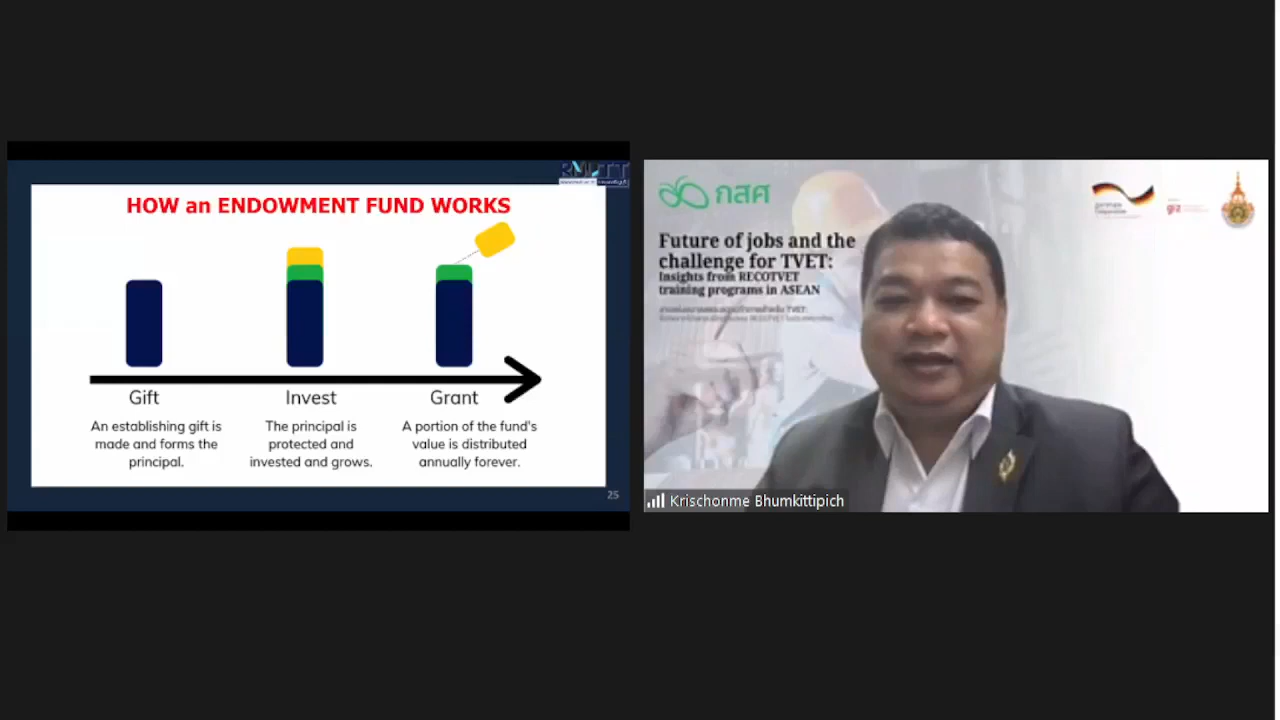 RMUTT
HOW an ENDOWMENT FUND WORKS
Gift
Invest
Grant
An establishing gift is
made and forms the
principal.
The principal is
protected and
invested and grows.
A portion of the fund's
value is distributed
annually forever.
25
กสศ
giz
Future of jobs and the
challenge for TVET:
Insights from RECOTVET
training programs in ASEAN
Krischonme Bhumkittipich